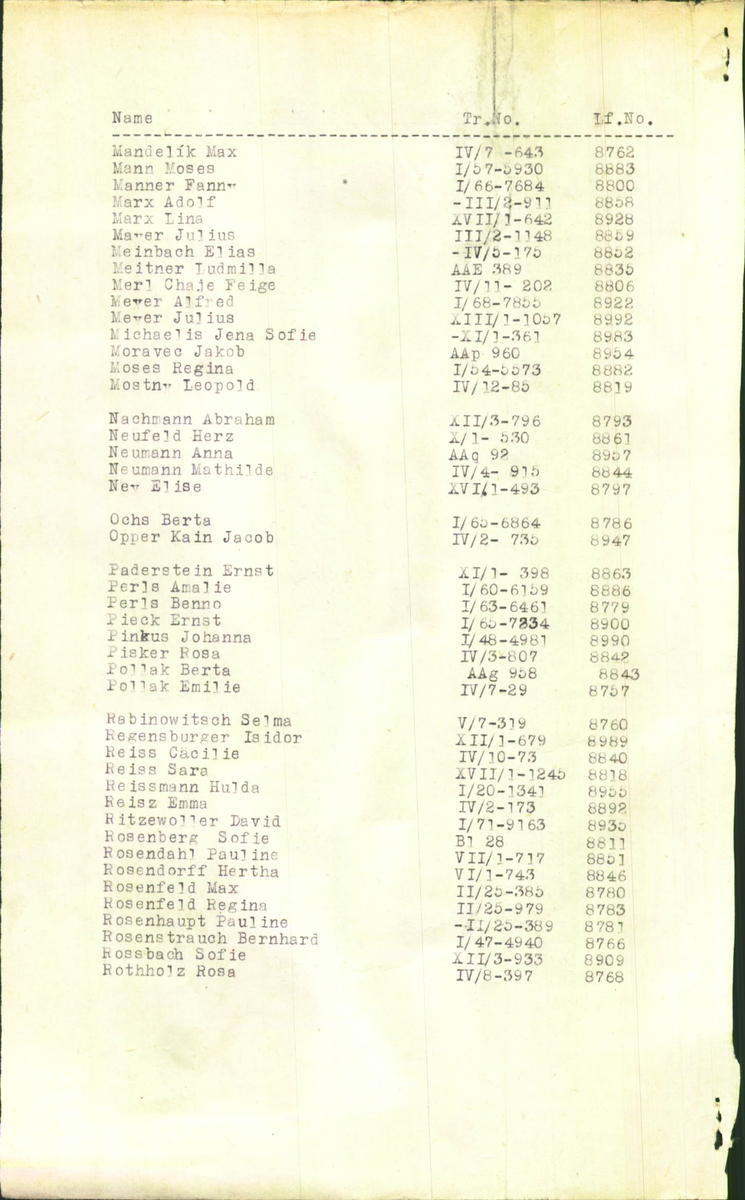 Name Tr.No. Lf.No.
Mandelík Max IV/7 -643 8762
Mann Moses I/57-5930 8883
Manner Fanny I/66-7684 8800
Marx Adolf -III/2-911 8858
Marx Lina XVII/1-642 8928
Mayer Julius III/2-1148 8859
Meinbach Elias -IV/5-175 8852
Meitner Ludmilla AAE 389 8835
Merl Chaje Feige IV/11- 202 8806
Meyer Alfred I/68-7855 8922
Meyer Julius XIII/1-1057 8992
Michaelis Jena Sofie -XI/1-361 8983
Moravec Jakob AAp 960 8954
Moses Regina I/54-5573 8882
Mostny Leopold IV/12-85 8819
Nachmann Abraham XII/3-796 8793
Neufeld Herz X/1- 530 8861
Neumann Anna AAq 92 8957
Neumann Mathilde IV/4- 915 8844
Ney Elise XVI/1-493 8797
Ochs Berta I/65-6864 8786
Opper Kain Jacob IV/2- 735 8947
Paderstein Ernst XI/1- 398 8863
Perls Amalie I/60-6159 8886
Perls Benno I/63-6461 8779
Pieck Ernst I/65-7234 8900
Pinkus Johanna I/48-4981 8990
Pisker Rosa IV/3-807 8842
Pollak Berta AAg 958 8843
Pollak Emilie IV/7-29 8757
Rabinowitsch Selma V/7-319 8760
Regensburger Isidor XII/1-679 8989
Reiss Cäcilie IV/10-73 8840
Reiss Sara XVII/1-1245 8818
Reissmann Hulda I/20-1341 8955
Reisz Emma IV/2-173 8892
Ritzewoller David I/71-9163 8935
Rosenberg Sofie Bl 28 8811
Rosendahl Pauline VII/1-717 8851
Rosendorff Hertha VI/1-743 8846
Rosenfeld Max II/25-385 8780
Rosenfeld Regina II/25-979 8783
Rosenhaupt Pauline -II/25-389 8781
Rosenstrauch Bernhard I/47-4940 8766
Rossbach Sofie XII/3-933 8909
Rothholz Rosa IV/8-397 8768